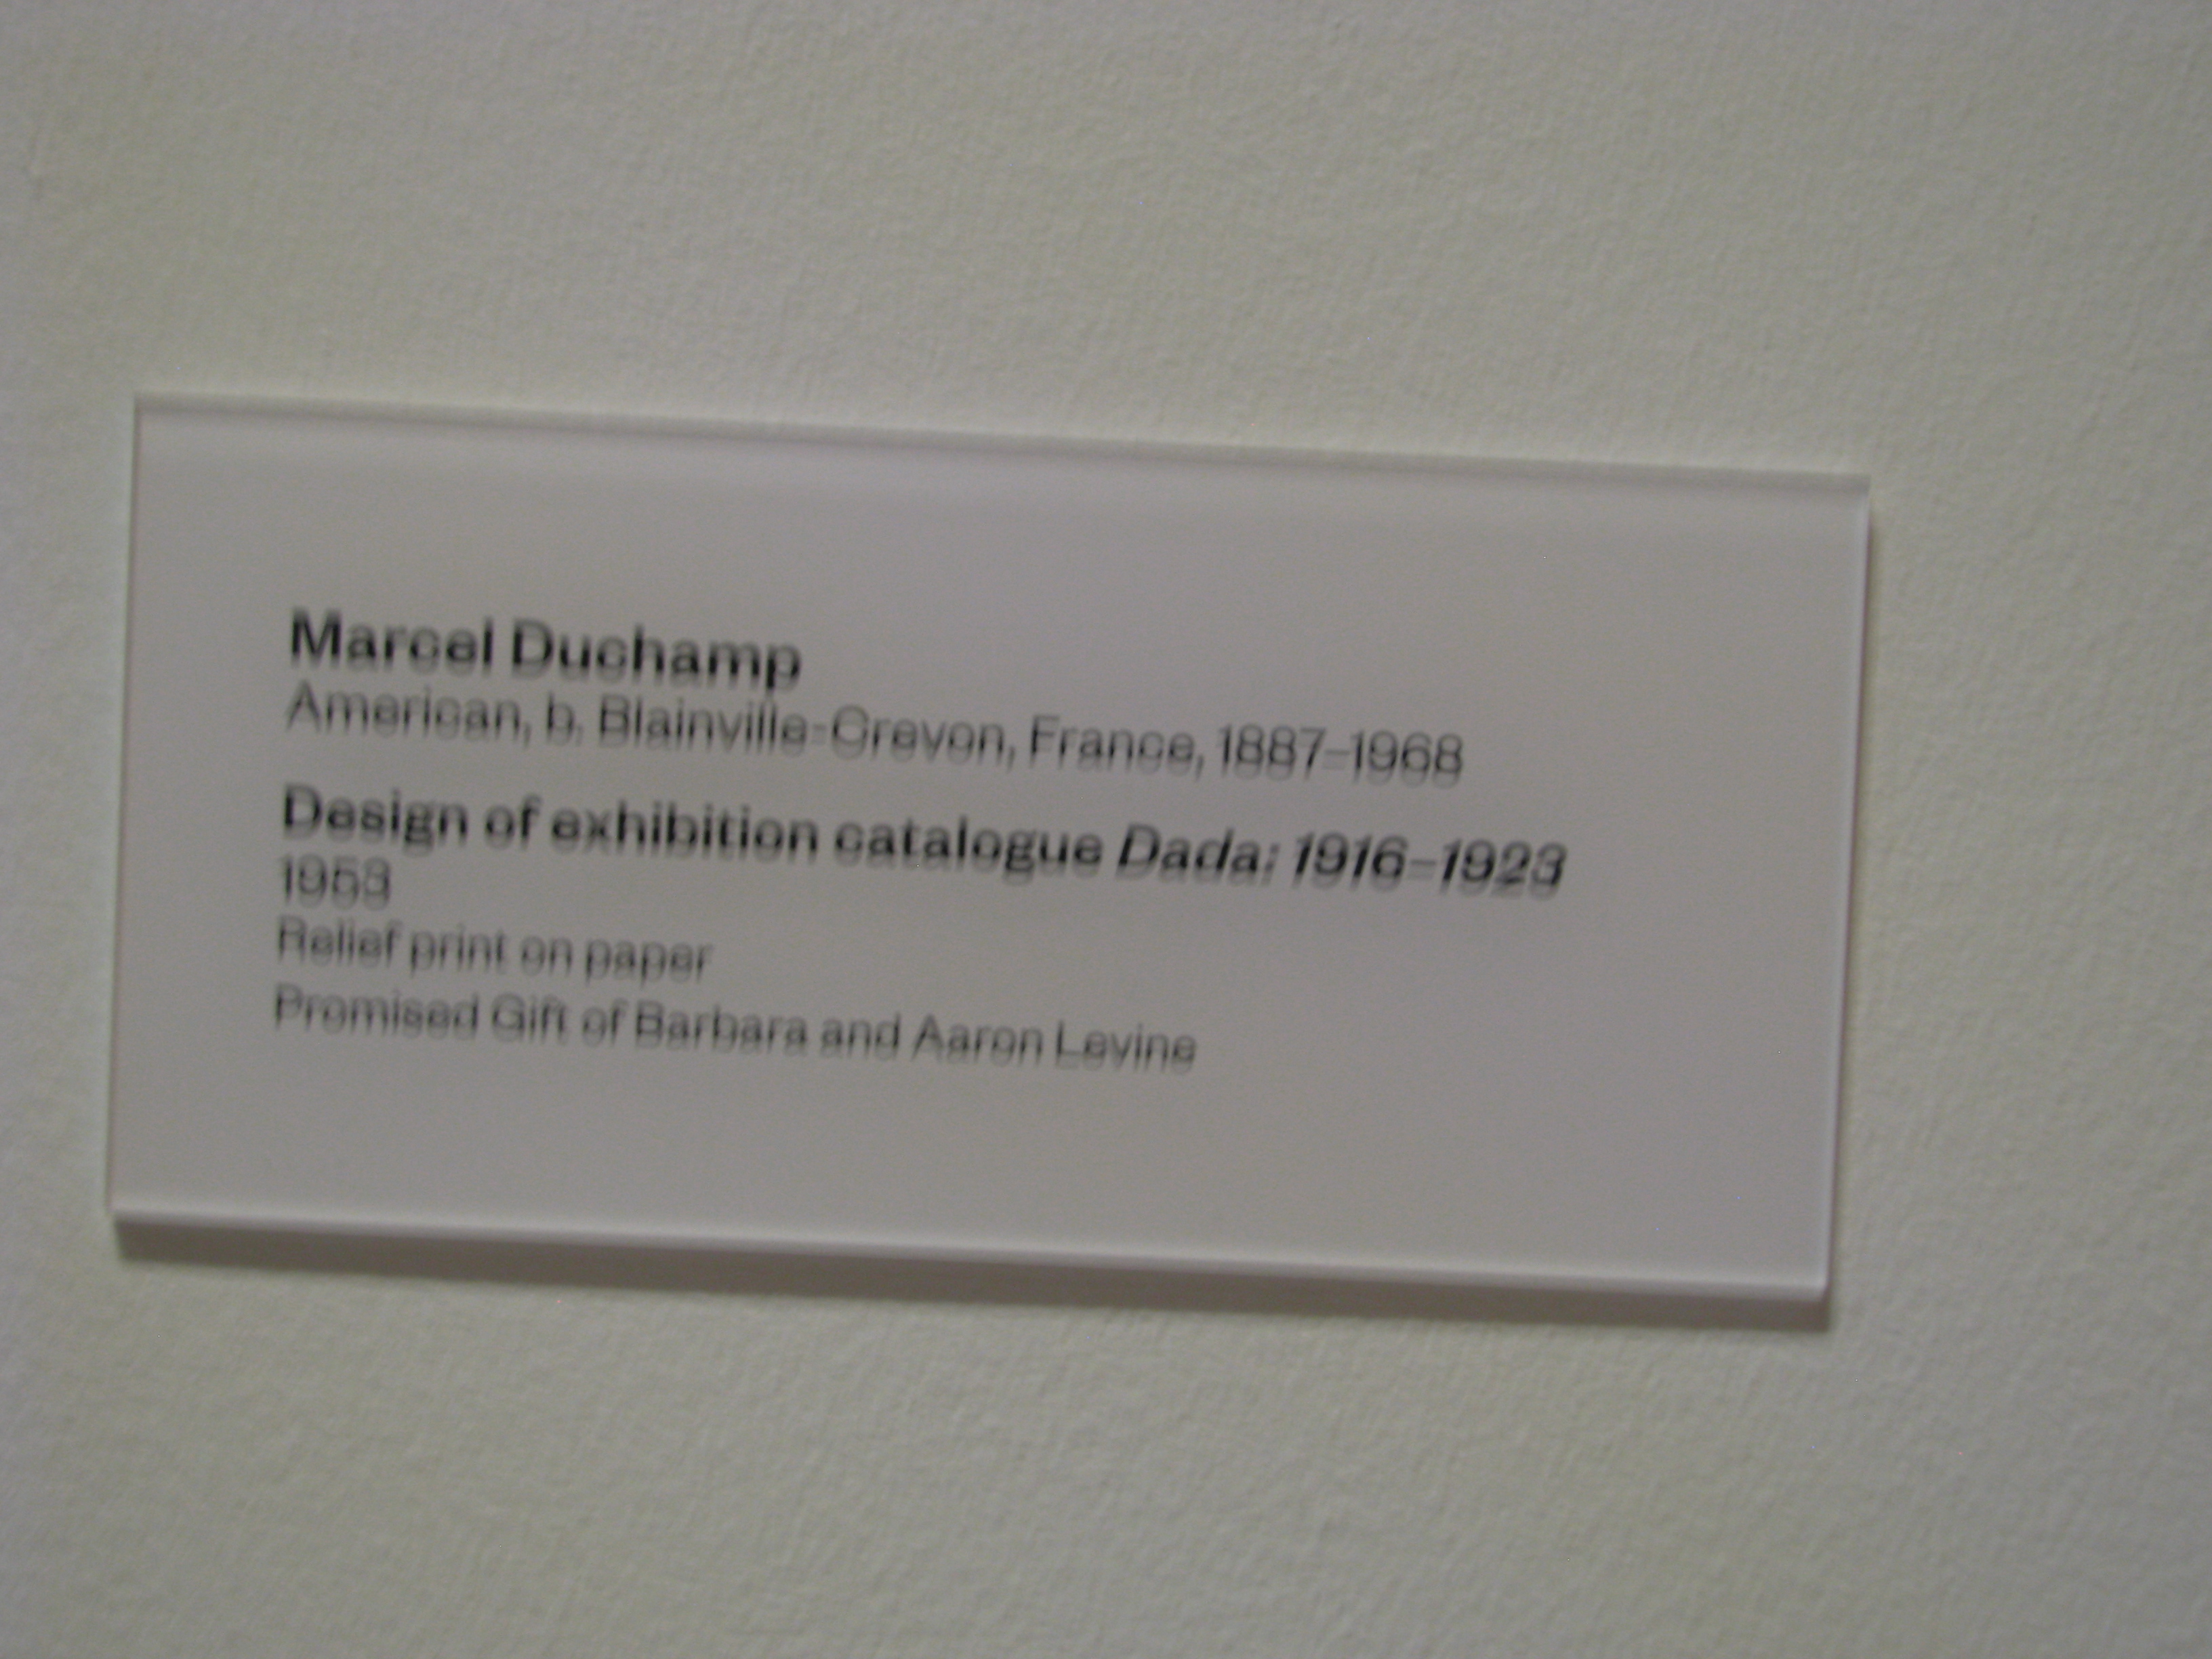 Marcel Duchamp
American, b. Blainville-Crevon, France, 1887–1968
Design of exhibition catalogue Dada: 1916–1923
1953
Relief print on paper
Promised Gift of Barbara and Aaron Levine